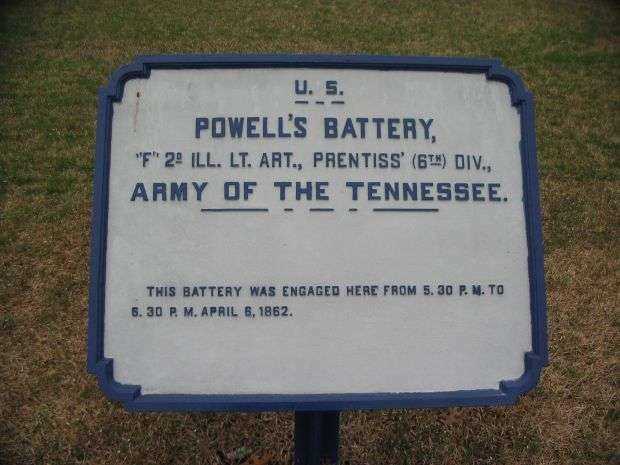 U. S.
POWELL'S BATTERY,
"F" 2D ILL. LT. ART., PRENTISS' (6TH) DIV.,
ARMY OF THE TENNESSEE.
THIS BATTERY WAS ENGAGED HERE FROM 5.30 P. M. TO
6.30 P. M. APRIL 6, 1862.